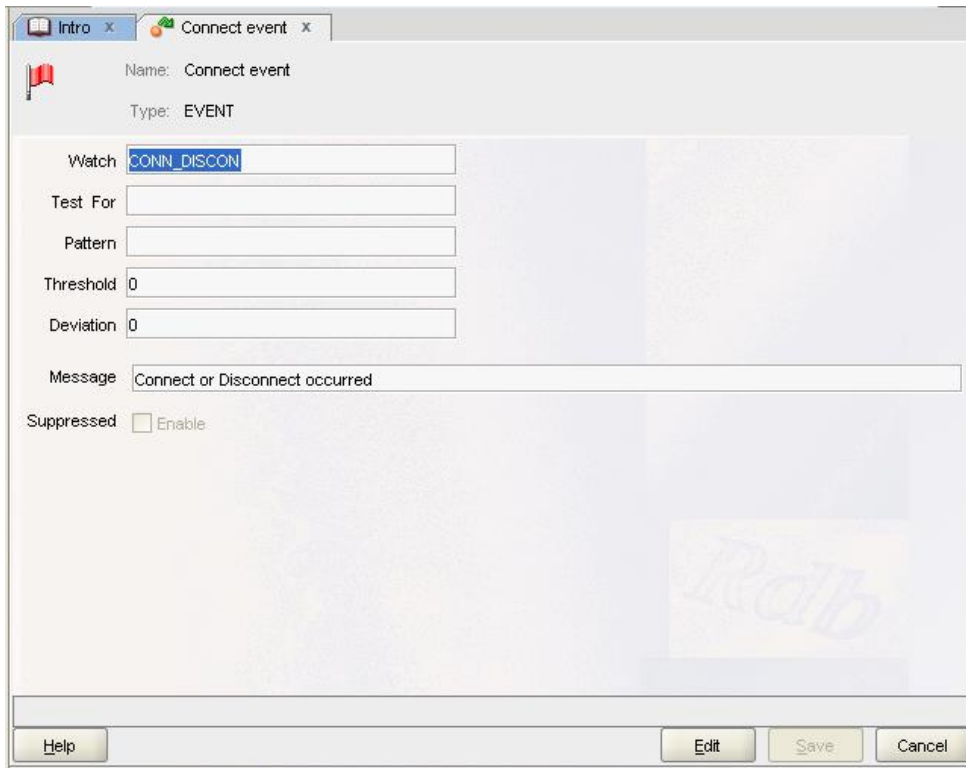 Intro x Connect event x
Name: Connect event
Type: EVENT
Watch CONN_DISCON
Test For
Pattern
Threshold 0
Deviation 0
Message Connect or Disconnect occurred
Suppressed Enable
Rdb
Help Edit Save Cancel